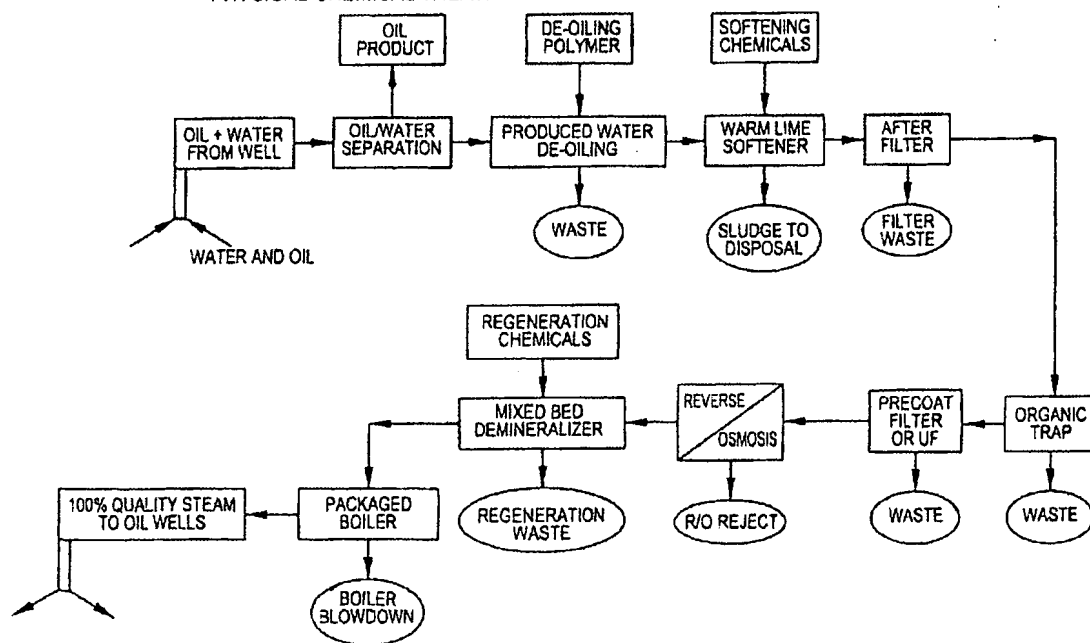 OIL
PRODUCT
DE-OILING
POLYMER
SOFTENING
CHEMICALS
OIL + WATER
FROM WELL
OIL/WATER
SEPARATION
PRODUCED WATER
DE-OILING
WARM LIME
SOFTENER
AFTER
FILTER
WATER AND OIL
WASTE
SLUDGE TO
DISPOSAL
FILTER
WASTE
REGENERATION
CHEMICALS
MIXED BED
DEMINERALIZER
REVERSE
OSMOSIS
PRECOAT
FILTER
OR UF
ORGANIC
TRAP
100% QUALITY STEAM
TO OIL WELLS
PACKAGED
BOILER
REGENERATION
WASTE
R/O REJECT
WASTE
WASTE
BOILER
BLOWDOWN